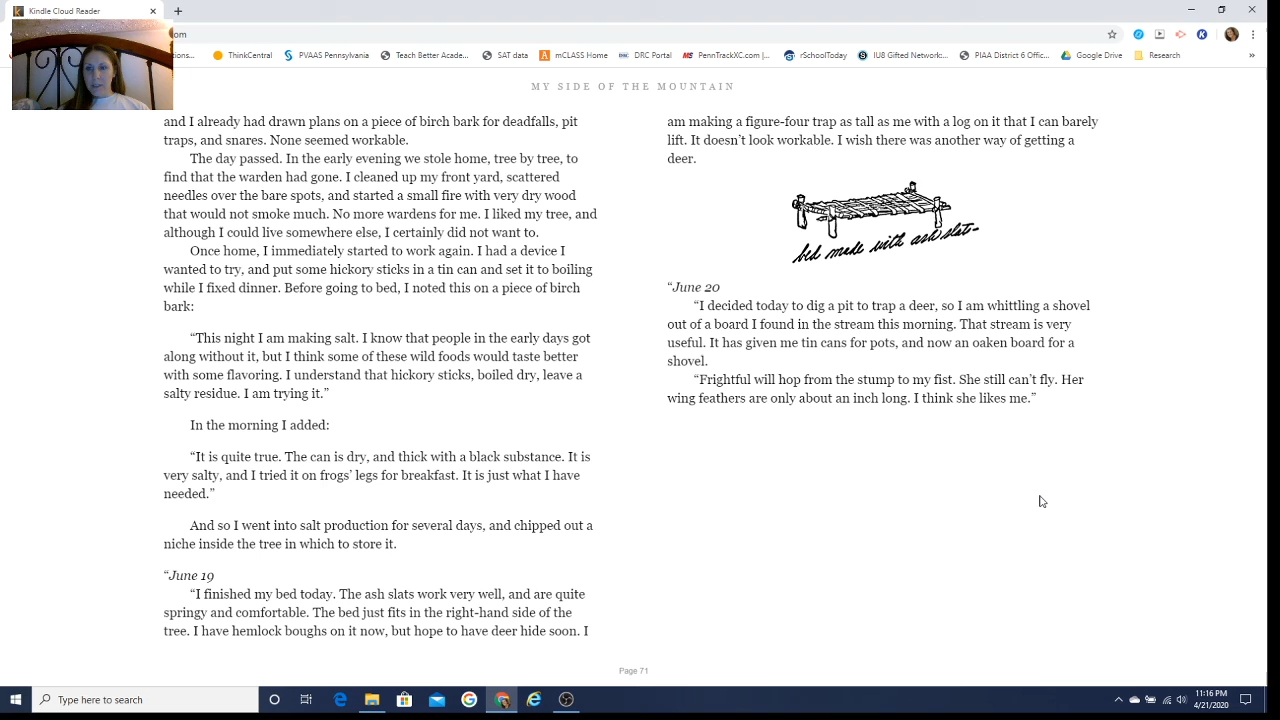 Kindle Cloud Reader
com
tions...
ThinkCentral
PVAAS Pennsylvania
Teach Better Acade...
SAT data
mCLASS Home
DRC Portal
PennTrackXC.com |...
rSchoolToday
IU8 Gifted Network:...
PIAA District 6 Offic...
Google Drive
Research
MY SIDE OF THE MOUNTAIN
and I already had drawn plans on a piece of birch bark for deadfalls, pit
traps, and snares. None seemed workable.
The day passed. In the early evening we stole home, tree by tree, to
find that the warden had gone. I cleaned up my front yard, scattered
needles over the bare spots, and started a small fire with very dry wood
that would not smoke much. No more wardens for me. I liked my tree, and
although I could live somewhere else, I certainly did not want to.
Once home, I immediately started to work again. I had a device I
wanted to try, and put some hickory sticks in a tin can and set it to boiling
while I fixed dinner. Before going to bed, I noted this on a piece of birch
bark:
“This night I am making salt. I know that people in the early days got
along without it, but I think some of these wild foods would taste better
with some flavoring. I understand that hickory sticks, boiled dry, leave a
salty residue. I am trying it.”
In the morning I added:
“It is quite true. The can is dry, and thick with a black substance. It is
very salty, and I tried it on frogs’ legs for breakfast. It is just what I have
needed.”
And so I went into salt production for several days, and chipped out a
niche inside the tree in which to store it.
“June 19
“I finished my bed today. The ash slats work very well, and are quite
springy and comfortable. The bed just fits in the right-hand side of the
tree. I have hemlock boughs on it now, but hope to have deer hide soon. I
am making a figure-four trap as tall as me with a log on it that I can barely
lift. It doesn’t look workable. I wish there was another way of getting a
deer.
bed made with ash slats
“June 20
“I decided today to dig a pit to trap a deer, so I am whittling a shovel
out of a board I found in the stream this morning. That stream is very
useful. It has given me tin cans for pots, and now an oaken board for a
shovel.
“Frightful will hop from the stump to my fist. She still can’t fly. Her
wing feathers are only about an inch long. I think she likes me.”
Page 71
Type here to search
11:16 PM
4/21/2020